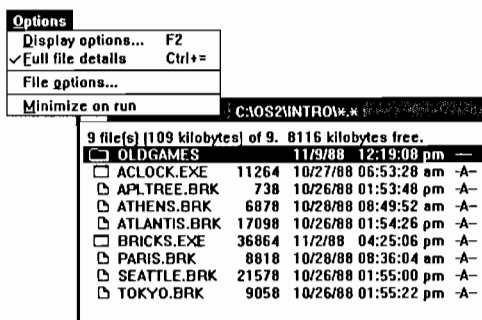 Options
Display options... F2
✓Full file details Ctrl+=
File options...
Minimize on run
C:\OS2\INTRO\*.*
9 file(s) (109 kilobytes) of 9. 8116 kilobytes free.
OLDGAMES 11/9/88 12:19:08 pm —
ACLOCK.EXE 11264 10/27/88 06:53:28 am -A-
APLTREE.BRK 738 10/26/88 01:53:48 pm -A-
ATHENS.BRK 6878 10/28/88 08:49:52 am -A-
ATLANTIS.BRK 17098 10/26/88 01:54:26 pm -A-
BRICKS.EXE 36864 11/2/88 04:25:06 pm -A-
PARIS.BRK 8818 10/28/88 08:36:04 am -A-
SEATTLE.BRK 21578 10/26/88 01:55:00 pm -A-
TOKYO.BRK 9058 10/26/88 01:55:22 pm -A-